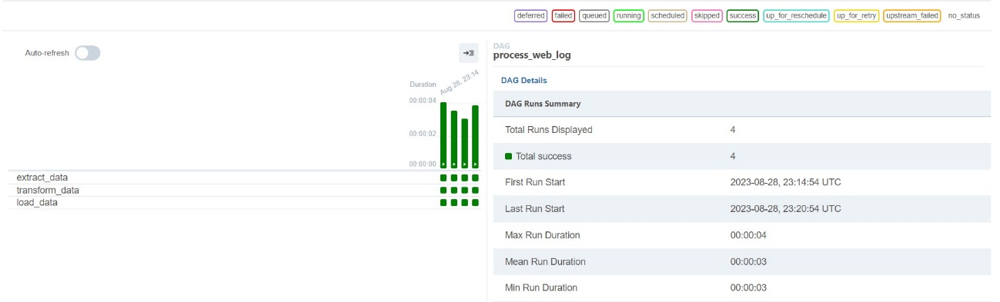 deferred failed queued running scheduled skipped success up_for_reschedule up_for_retry upstream_failed no_status
Auto-refresh
Duration
Aug 28, 23:14
00:00:04
00:00:02
00:00:00
extract_data
transform_data
load_data
DAG
process_web_log
DAG Details
DAG Runs Summary
Total Runs Displayed 4
Total success 4
First Run Start 2023-08-28, 23:14:54 UTC
Last Run Start 2023-08-28, 23:20:54 UTC
Max Run Duration 00:00:04
Mean Run Duration 00:00:03
Min Run Duration 00:00:03